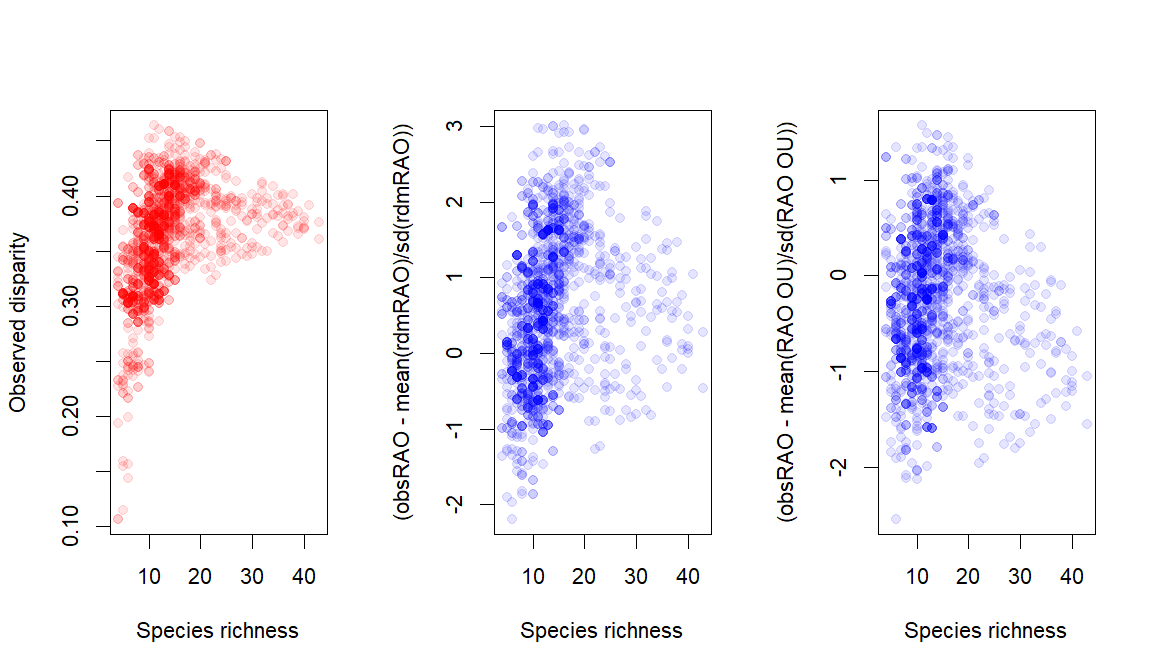 Observed disparity
0.10 0.20 0.30 0.40
10 20 30 40
Species richness
(obsRAO - mean(rdmRAO)/sd(rdmRAO))
-2 -1 0 1 2 3
10 20 30 40
Species richness
(obsRAO - mean(RAO OU)/sd(RAO OU))
-2 -1 0 1
10 20 30 40
Species richness